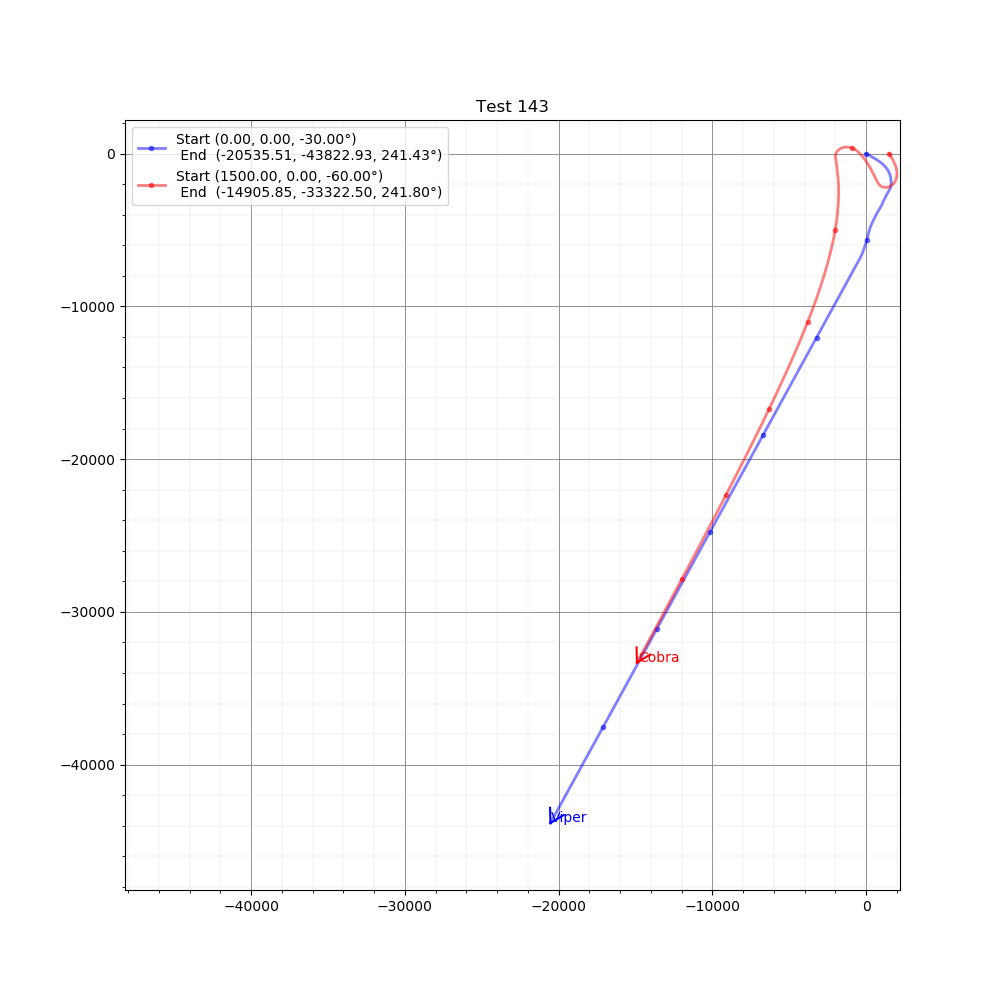 Test 143
Start (0.00, 0.00, -30.00°)
End (-20535.51, -43822.93, 241.43°)
Start (1500.00, 0.00, -60.00°)
End (-14905.85, -33322.50, 241.80°)
0
−10000
−20000
−30000
−40000
Cobra
Viper
−40000
−30000
−20000
−10000
0